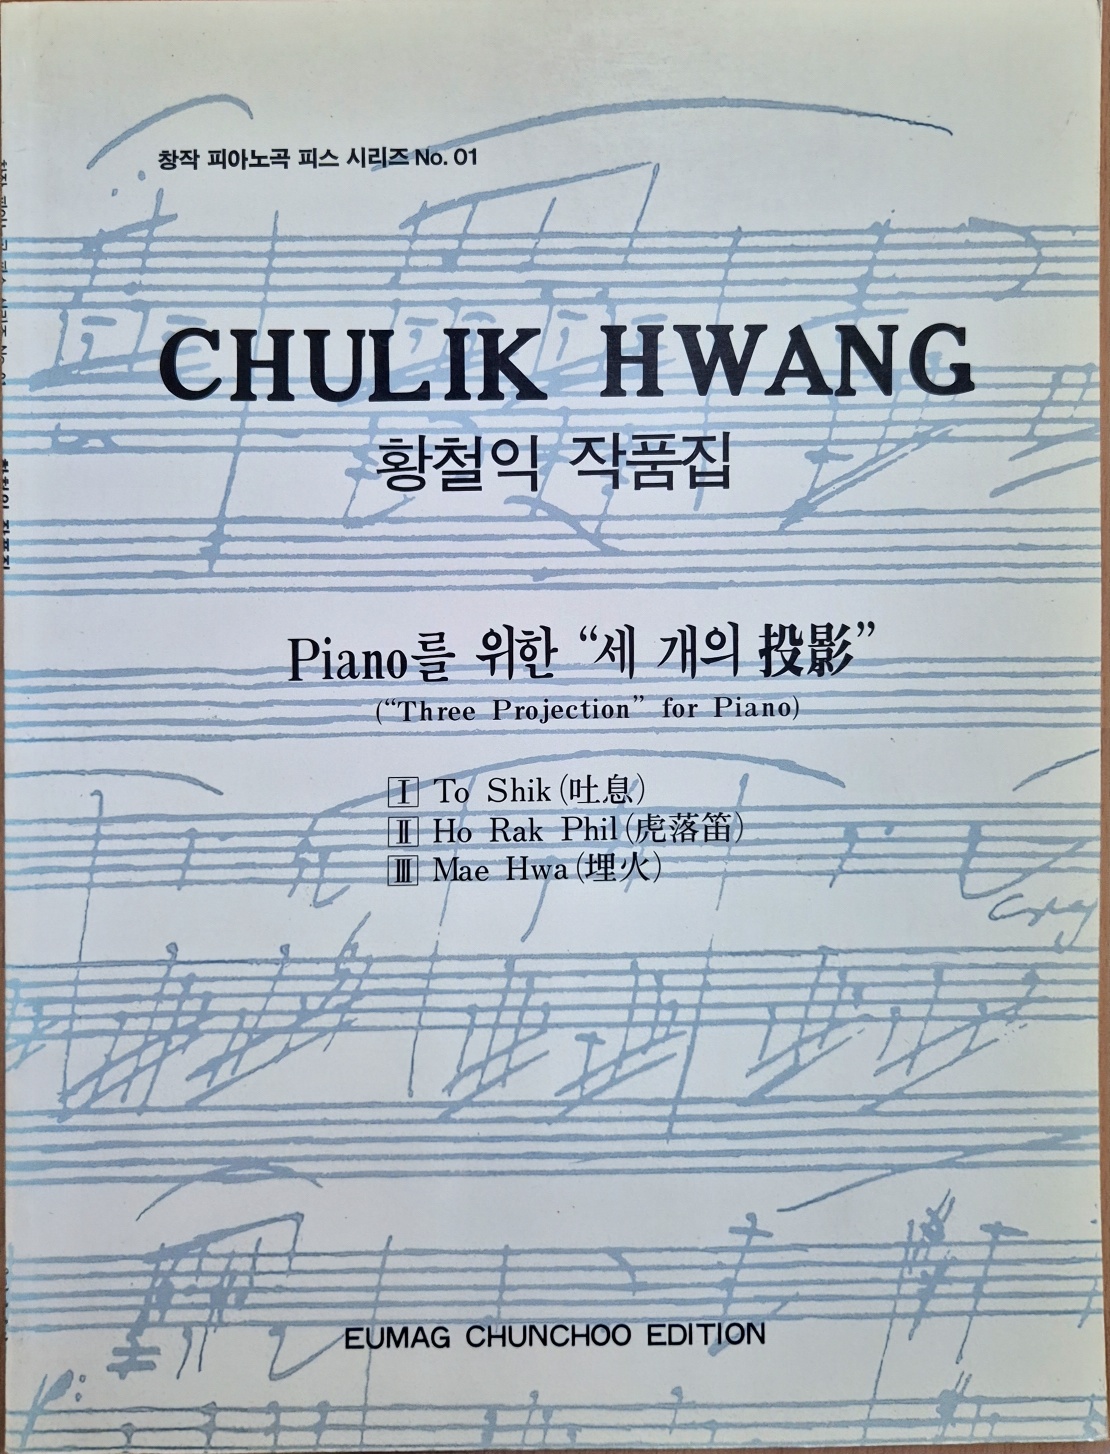 창작 피아노곡 피스 시리즈 No. 01
CHULIK HWANG
황철익 작품집
Piano를 위한 “세 개의 投影”
(“Three Projection” for Piano)
Ⅰ To Shik (吐息)
Ⅱ Ho Rak Phil (虎落笛)
Ⅲ Mae Hwa (埋火)
EUMAG CHUNCHOO EDITION